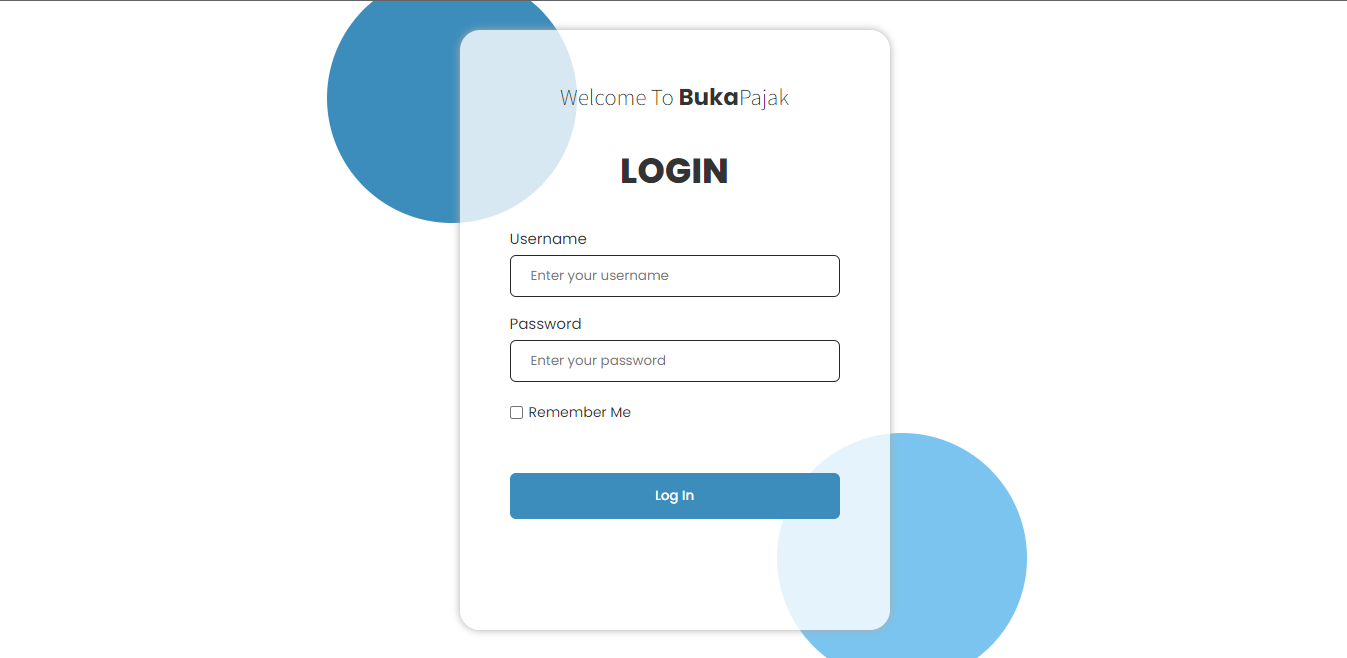 Welcome To BukaPajak
LOGIN
Username
Enter your username
Password
Enter your password
Remember Me
Log In